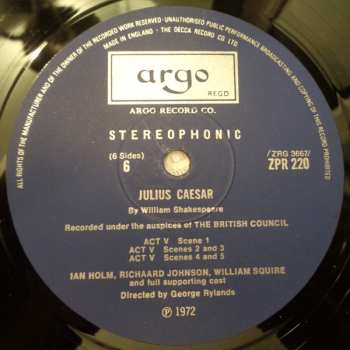 ALL RIGHTS OF THE MANUFACTURER AND OF THE OWNER OF THE RECORDED WORK RESERVED · UNAUTHORISED PUBLIC PERFORMANCE BROADCASTING AND COPYING OF THIS RECORD PROHIBITED
MADE IN ENGLAND · THE DECCA RECORD CO. LTD.
argo
REGD
ARGO RECORD CO.
STEREOPHONIC
(6 Sides)
6
/ZRG 3667/
ZPR 220
JULIUS CAESAR
By William Shakespeare
Recorded under the auspices of THE BRITISH COUNCIL
ACT V Scene 1
ACT V Scenes 2 and 3
ACT V Scenes 4 and 5
IAN HOLM, RICHAARD JOHNSON, WILLIAM SQUIRE
and full supporting cast
Directed by George Rylands
Ⓟ 1972